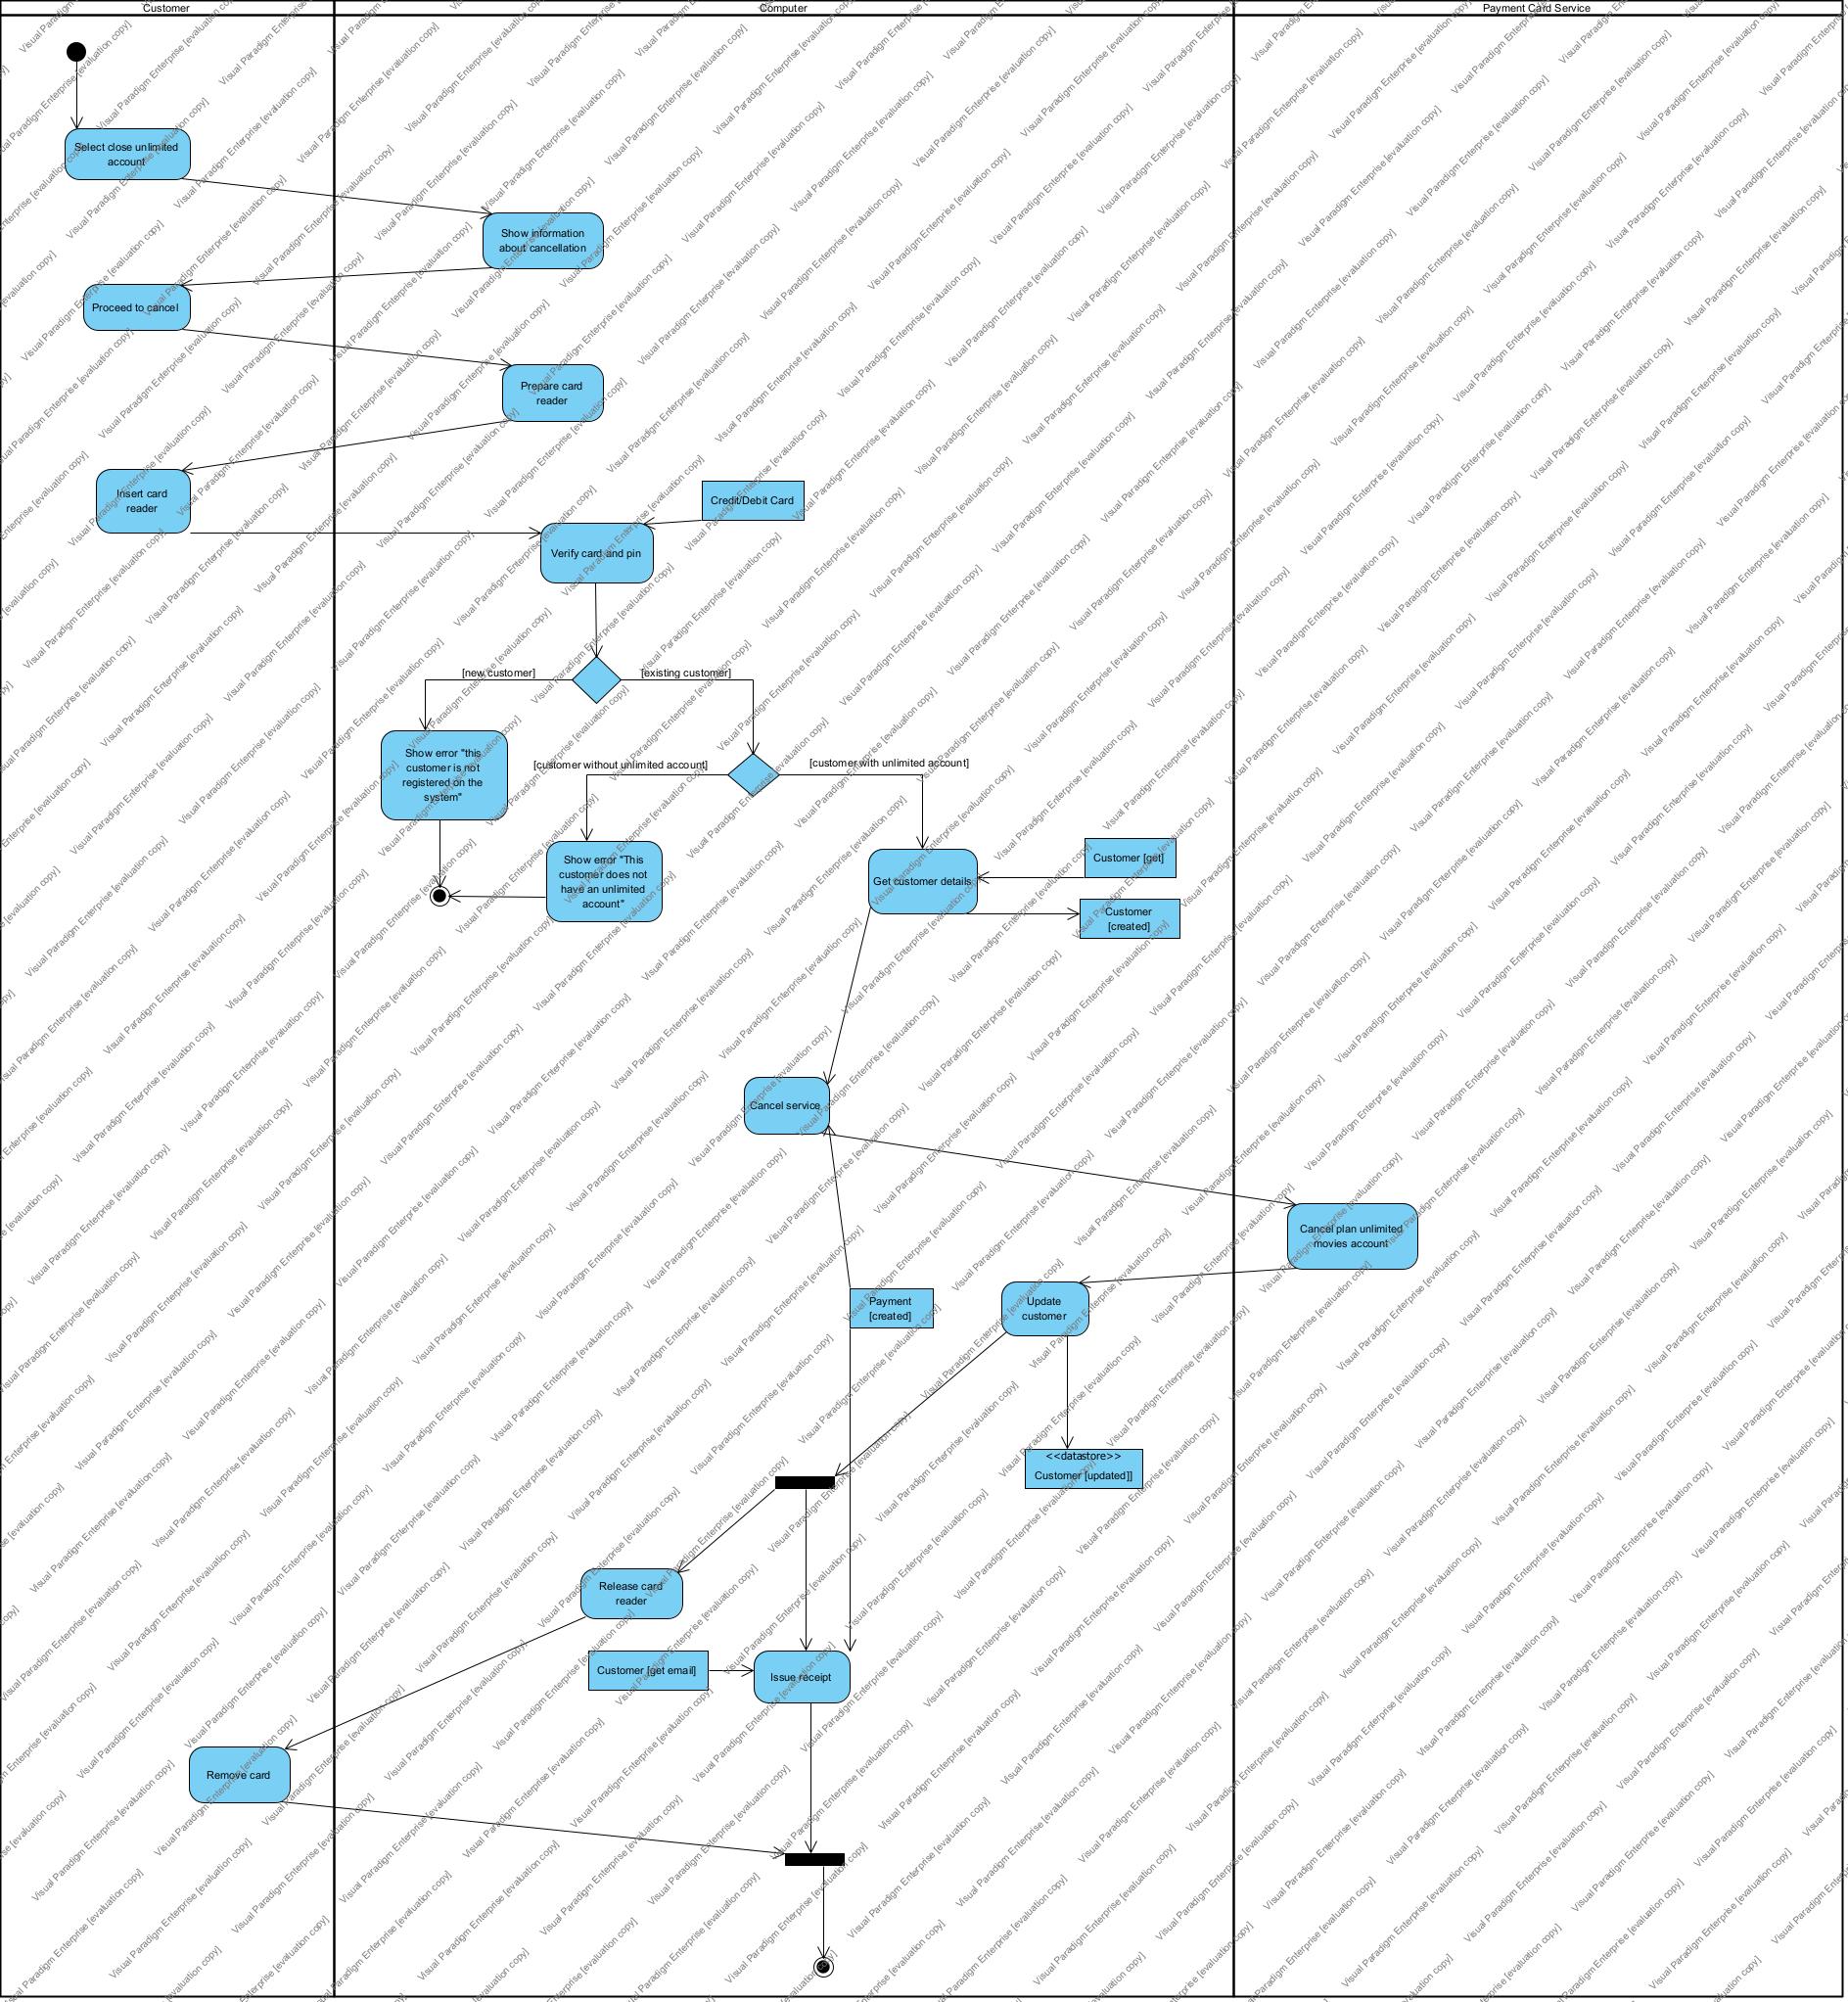 Customer
Computer
Payment Card Service
Select close unlimited
account
Show information
about cancellation
Proceed to cancel
Prepare card
reader
Insert card
reader
Credit/Debit Card
Verify card and pin
[new customer]
[existing customer]
Show error "this
customer is not
registered on the
system"
[customer without unlimited account]
[customer with unlimited account]
Show error "This
customer does not
have an unlimited
account"
Get customer details
Customer [get]
Customer
[created]
Cancel service
Cancel plan unlimited
movies account
Payment
[created]
Update
customer
<<datastore>>
Customer [updated]]
Release card
reader
Customer [get email]
Issue receipt
Remove card
Visual Paradigm Enterprise [evaluation copy]